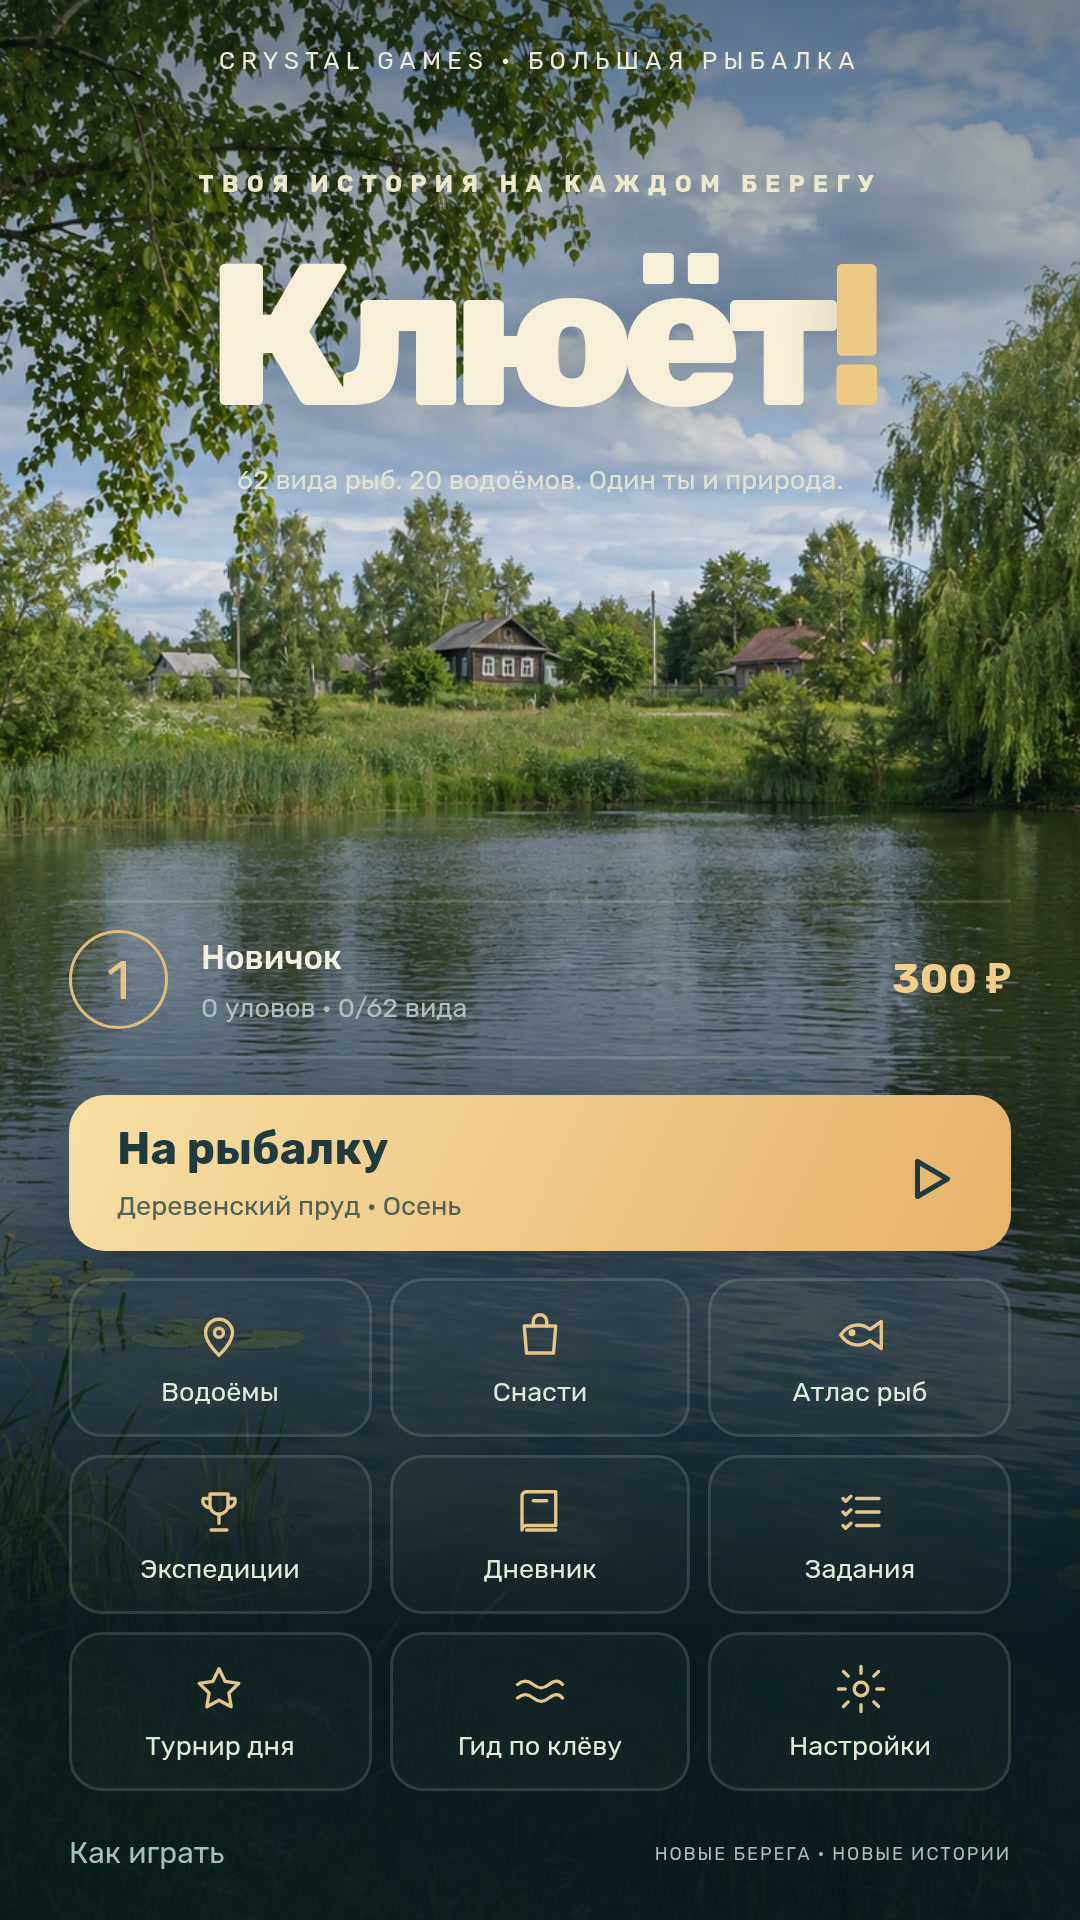 CRYSTAL GAMES • БОЛЬШАЯ РЫБАЛКА
ТВОЯ ИСТОРИЯ НА КАЖДОМ БЕРЕГУ
Клюёт!
62 вида рыб. 20 водоёмов. Один ты и природа.
1
Новичок
0 уловов • 0/62 вида
300 ₽
На рыбалку
Деревенский пруд • Осень
Водоёмы
Снасти
Атлас рыб
Экспедиции
Дневник
Задания
Турнир дня
Гид по клёву
Настройки
Как играть
НОВЫЕ БЕРЕГА • НОВЫЕ ИСТОРИИ